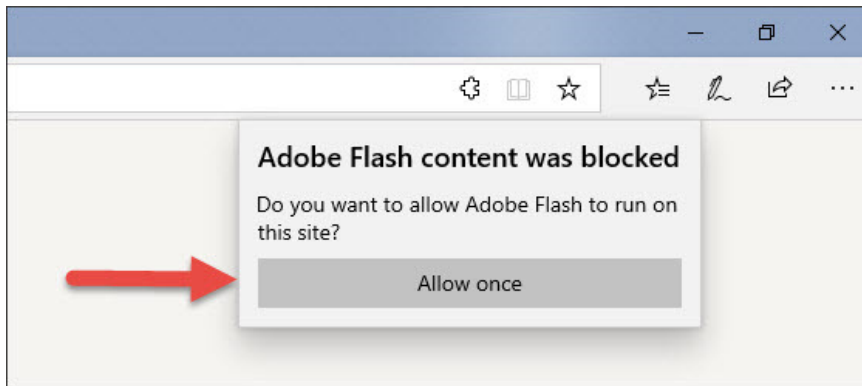 Adobe Flash content was blocked
Do you want to allow Adobe Flash to run on
this site?
Allow once